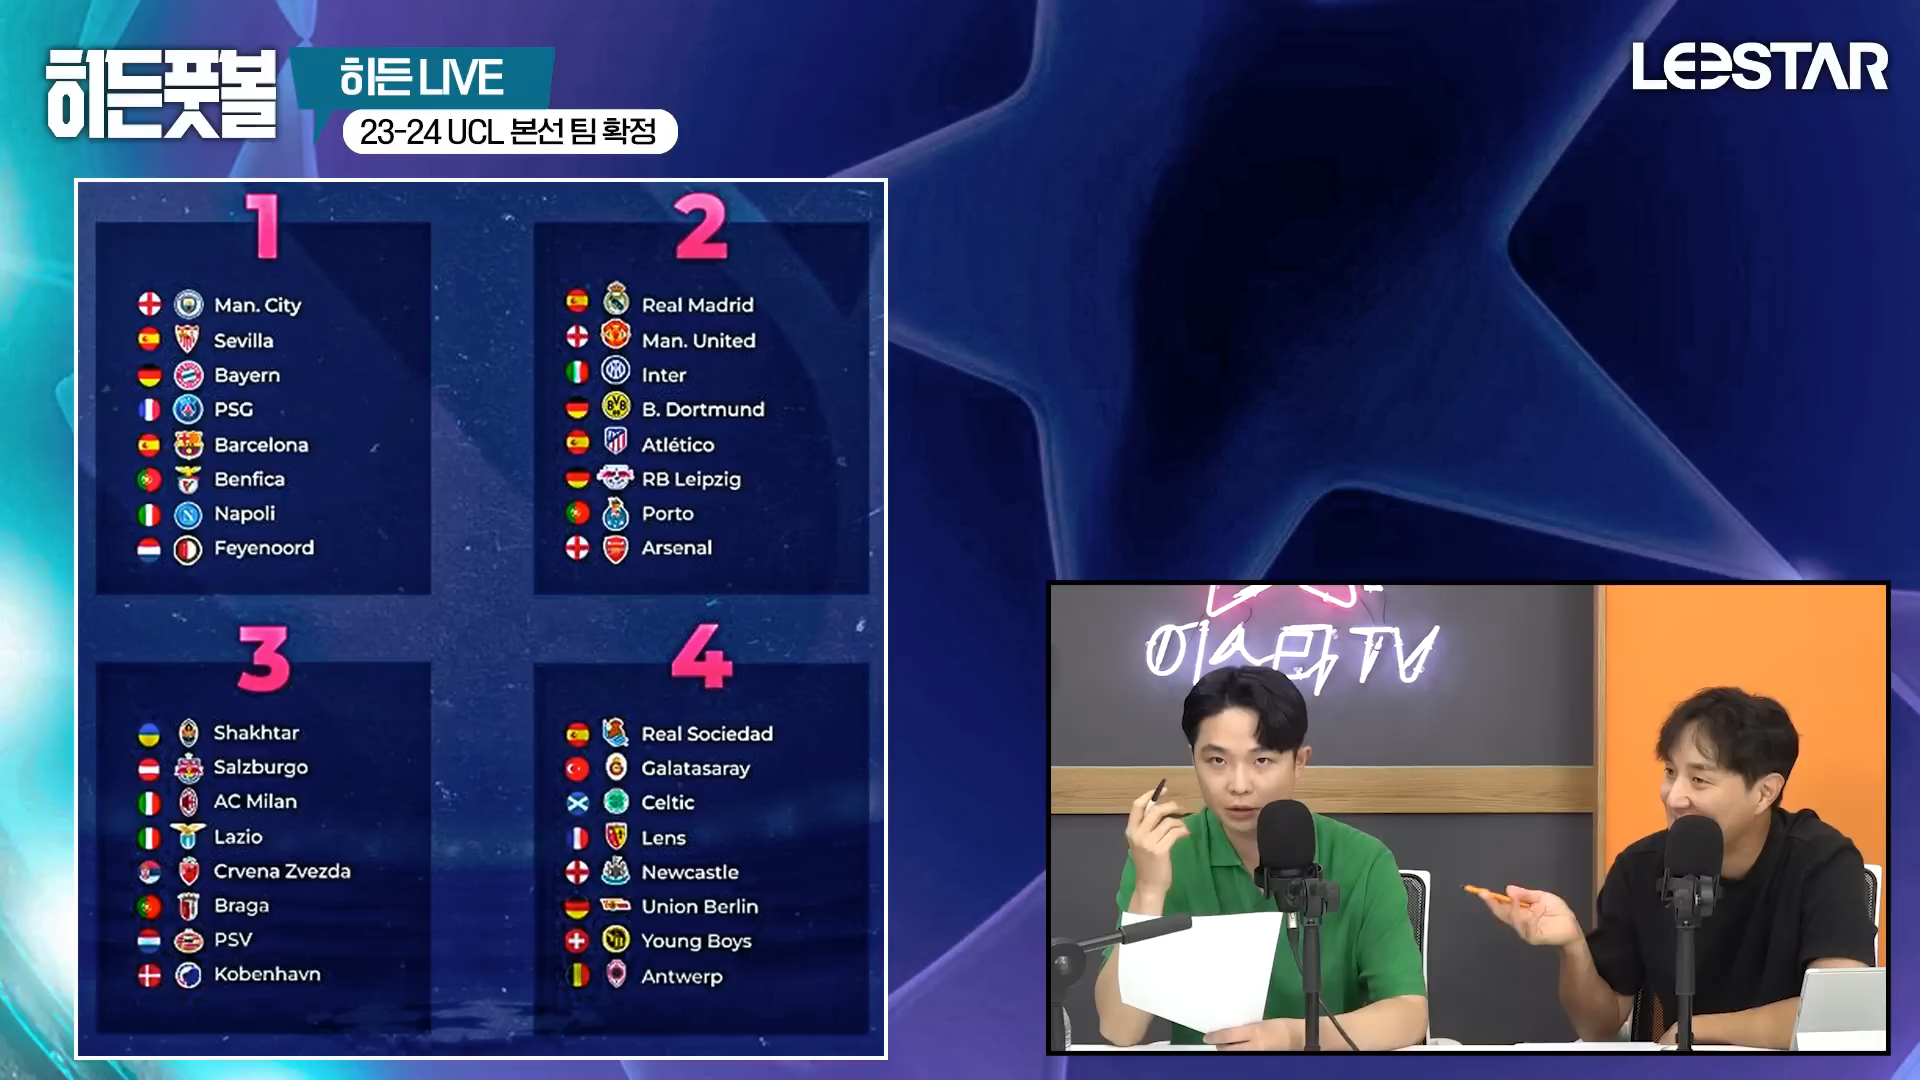 히든풋볼
히든 LIVE
23-24 UCL 본선 팀 확정
LEESTAR
1
Man. City
Sevilla
Bayern
PSG
Barcelona
Benfica
Napoli
Feyenoord
2
Real Madrid
Man. United
Inter
B. Dortmund
Atlético
RB Leipzig
Porto
Arsenal
3
Shakhtar
Salzburgo
AC Milan
Lazio
Crvena Zvezda
Braga
PSV
Kobenhavn
4
Real Sociedad
Galatasaray
Celtic
Lens
Newcastle
Union Berlin
Young Boys
Antwerp
이스타TV